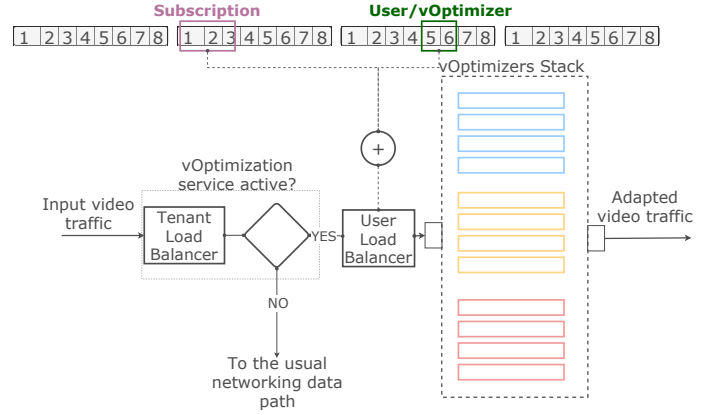 Subscription
User/vOptimizer
1 2 3 4 5 6 7 8 1 2 3 4 5 6 7 8 1 2 3 4 5 6 7 8 1 2 3 4 5 6 7 8
vOptimizers Stack
+
vOptimization
service active?
Input video
traffic
Tenant
Load
Balancer
YES
User
Load
Balancer
Adapted
video traffic
NO
To the usual
networking data
path